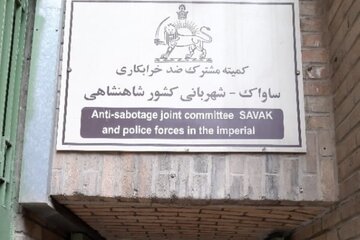 کمیته مشترک ضد خرابکاری
ساواک - شهربانی کشور شاهنشاهی
Anti-sabotage joint committee SAVAK
and police forces in the imperial